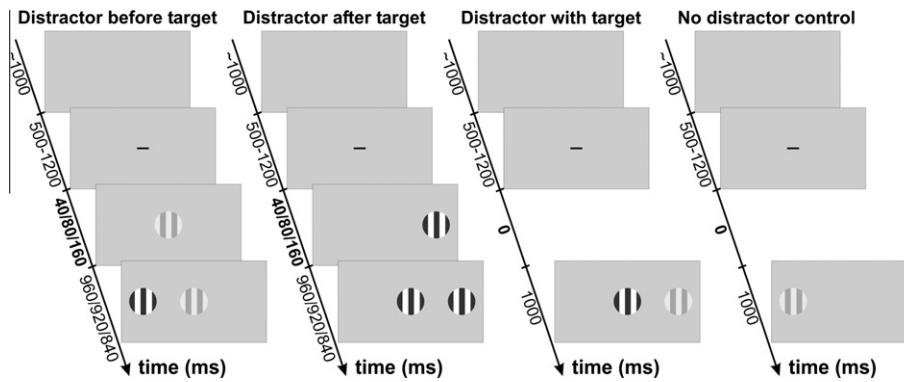 Distractor before target
Distractor after target
Distractor with target
No distractor control
~1000
500-1200
40/80/160
960/920/840
time (ms)
~1000
500-1200
40/80/160
960/920/840
time (ms)
~1000
500-1200
0
1000
time (ms)
~1000
500-1200
0
1000
time (ms)